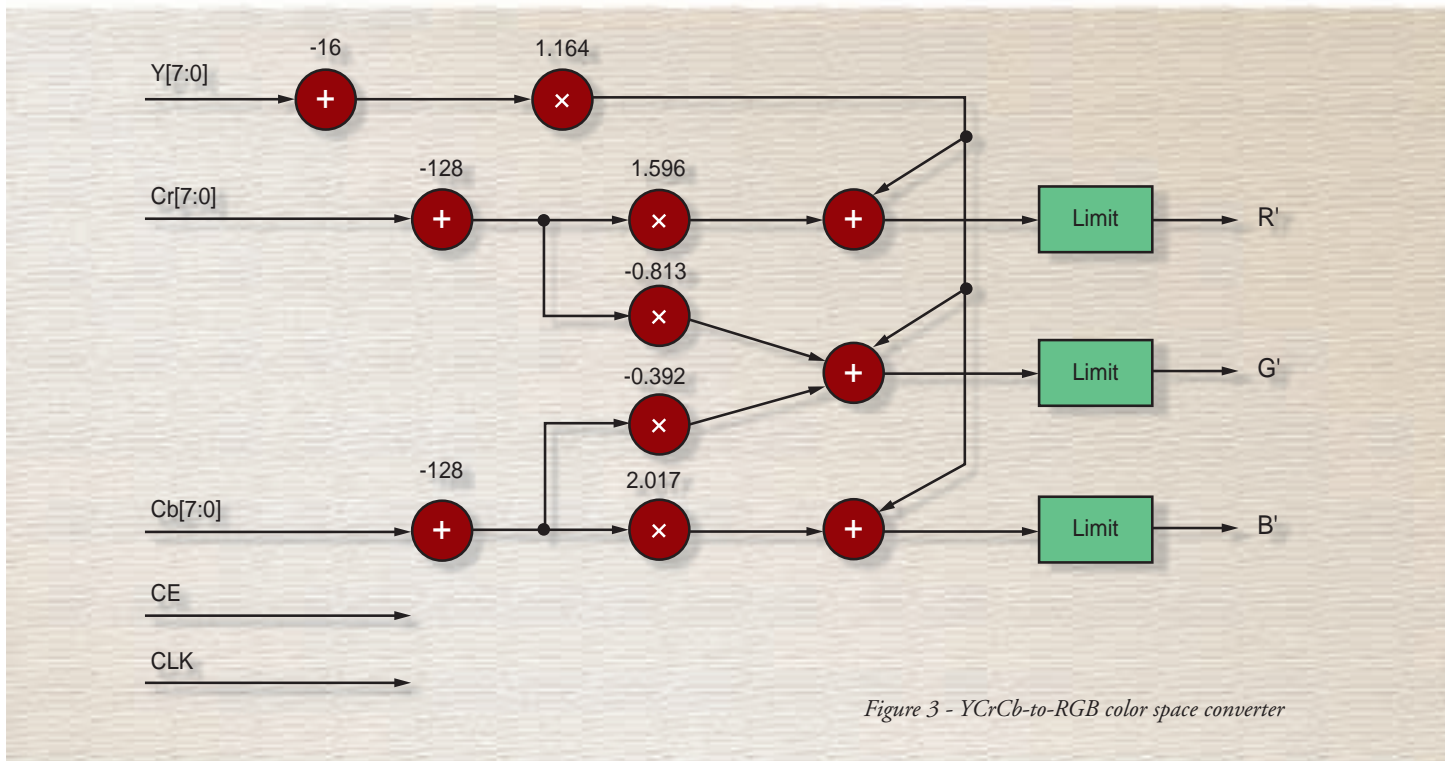 -16
1.164
Y[7:0]
+
×
-128
1.596
Cr[7:0]
+
×
+
Limit
R'
-0.813
×
+
Limit
G'
-0.392
×
-128
2.017
Cb[7:0]
+
×
+
Limit
B'
CE
CLK
Figure 3 - YCrCb-to-RGB color space converter